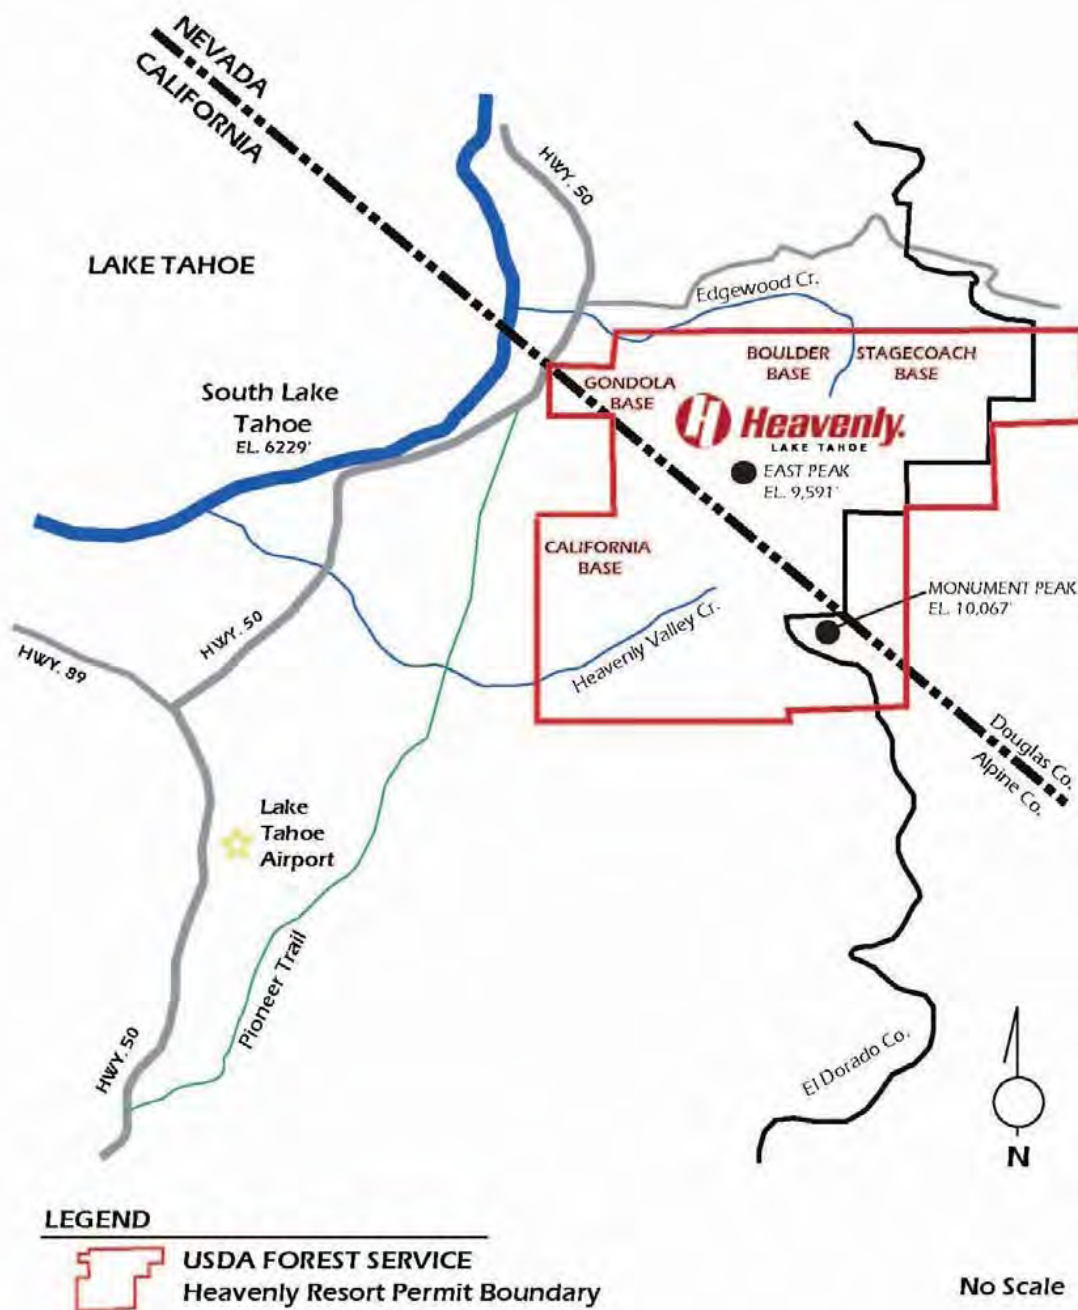 NEVADA
CALIFORNIA
HWY. 50
LAKE TAHOE
Edgewood Cr.
BOULDER
BASE
STAGECOACH
BASE
GONDOLA
BASE
South Lake
Tahoe
EL. 6229'
H Heavenly.
LAKE TAHOE
EAST PEAK
EL. 9,591'
CALIFORNIA
BASE
MONUMENT PEAK
EL. 10,067'
Heavenly Valley Cr.
HWY. 50
HWY. 89
Douglas Co.
Alpine Co.
Lake
Tahoe
Airport
Pioneer Trail
HWY. 50
El Dorado Co.
N
LEGEND
USDA FOREST SERVICE
Heavenly Resort Permit Boundary
No Scale